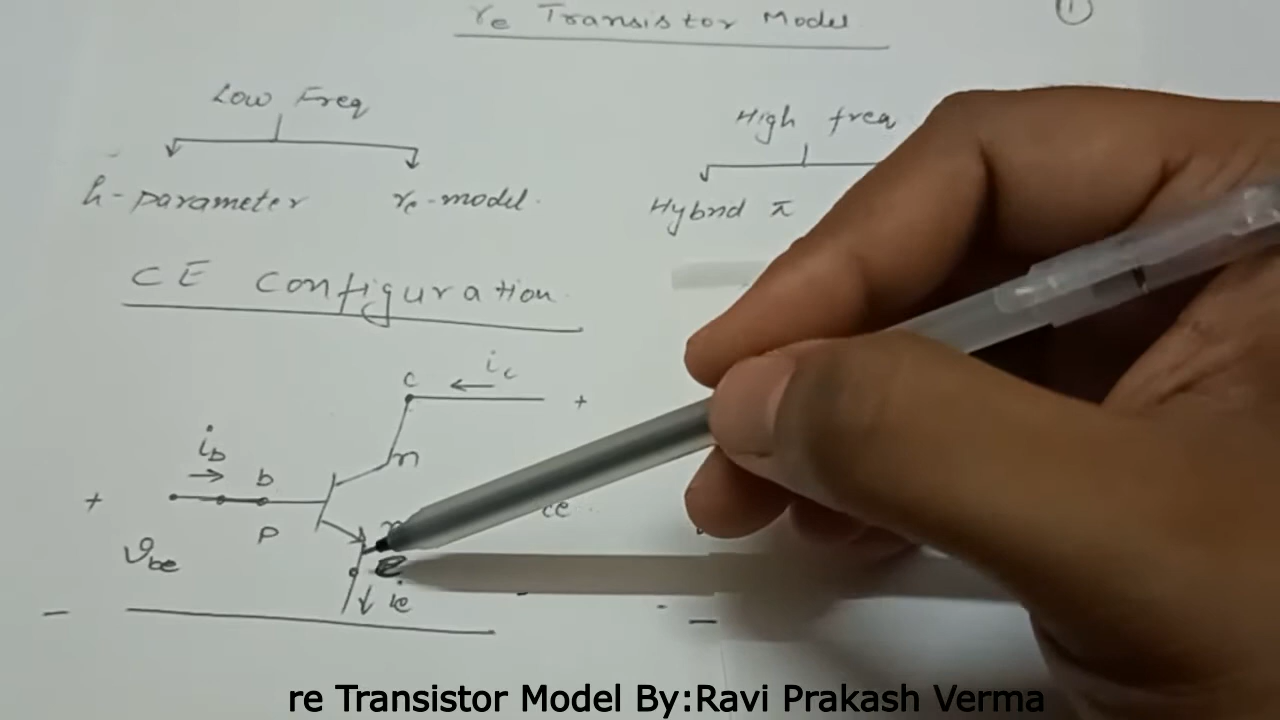 re Transistor Model
1
Low Freq
High freq
h-parameter
re-model.
Hybrid π
CE Configuration
c
ic
+
n
ib
b
+
p
ce
vbe
e
ie
-
-
re Transistor Model By:Ravi Prakash Verma